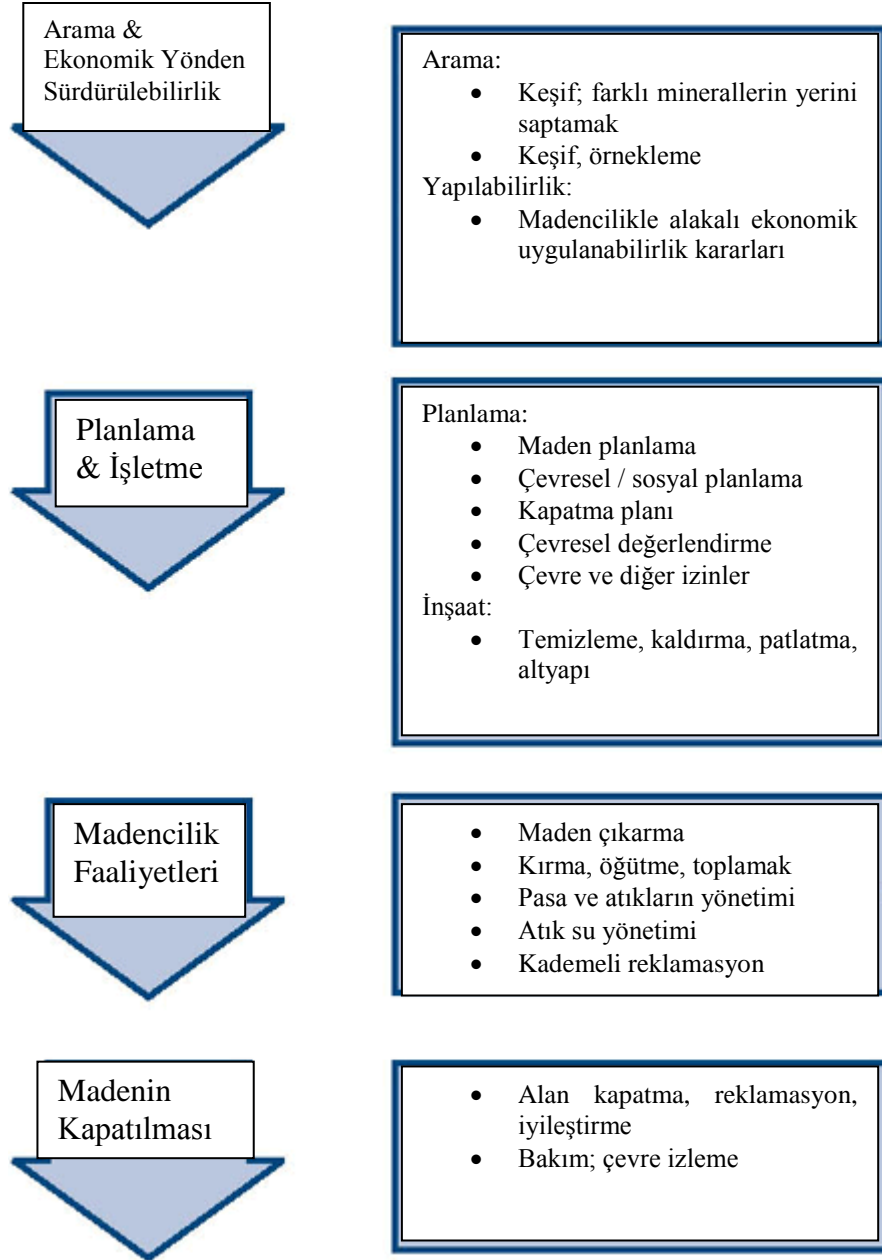 Arama &
Ekonomik Yönden
Sürdürülebilirlik
Arama:
• Keşif; farklı minerallerin yerini
saptamak
• Keşif, örnekleme
Yapılabilirlik:
• Madencilikle alakalı ekonomik
uygulanabilirlik kararları
Planlama
& İşletme
Planlama:
• Maden planlama
• Çevresel / sosyal planlama
• Kapatma planı
• Çevresel değerlendirme
• Çevre ve diğer izinler
İnşaat:
• Temizleme, kaldırma, patlatma,
altyapı
Madencilik
Faaliyetleri
• Maden çıkarma
• Kırma, öğütme, toplamak
• Pasa ve atıkların yönetimi
• Atık su yönetimi
• Kademeli reklamasyon
Madenin
Kapatılması
• Alan kapatma, reklamasyon,
iyileştirme
• Bakım; çevre izleme